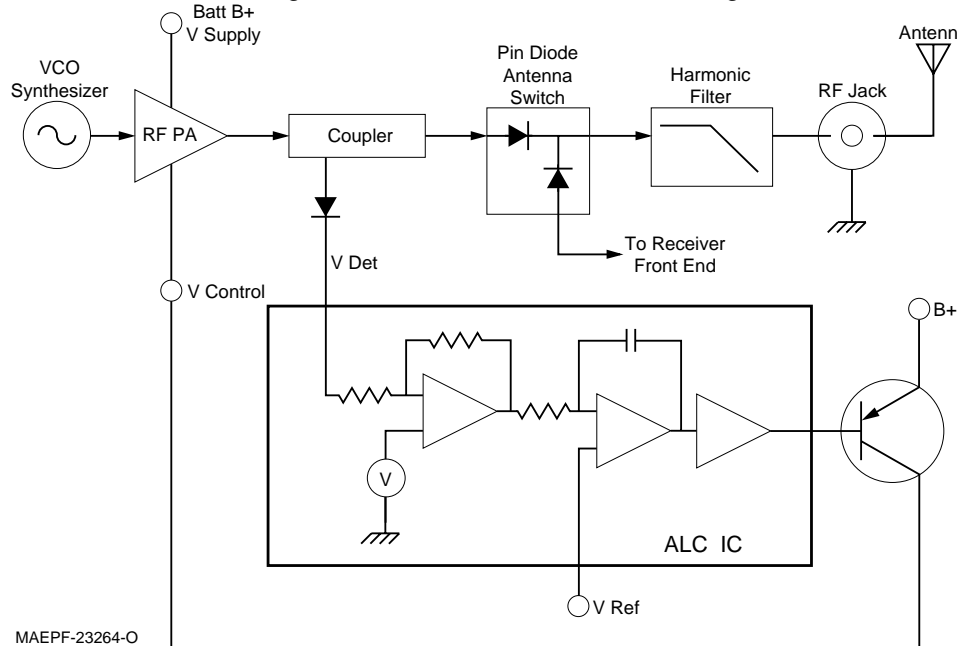 Batt B+
V Supply
VCO
Synthesizer
RF PA
Coupler
Pin Diode
Antenna
Switch
Harmonic
Filter
RF Jack
Antenn
To Receiver
Front End
V Det
V Control
B+
V
ALC IC
V Ref
MAEPF-23264-O